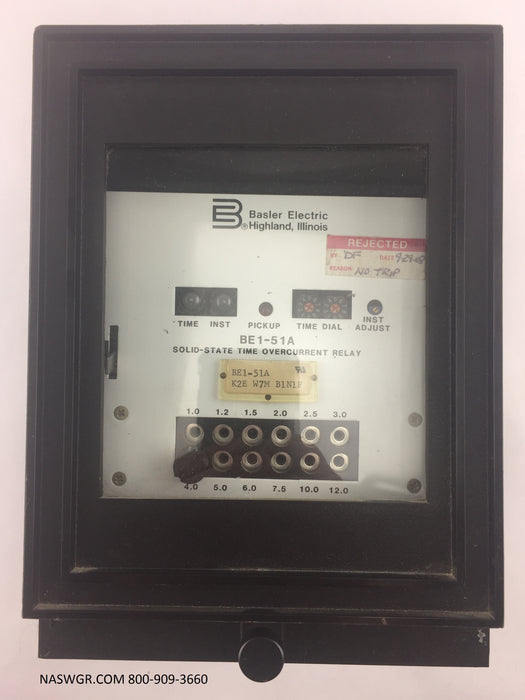 Basler Electric
® Highland, Illinois
REJECTED
BY DF DATE
REASON NO TRIP
TIME INST PICKUP TIME DIAL INST ADJUST
BE1-51A
SOLID-STATE TIME OVERCURRENT RELAY
BE1-51A
K2E W7M B1N1F
1.0 1.2 1.5 2.0 2.5 3.0
4.0 5.0 6.0 7.5 10.0 12.0
NASWGR.COM 800-909-3660